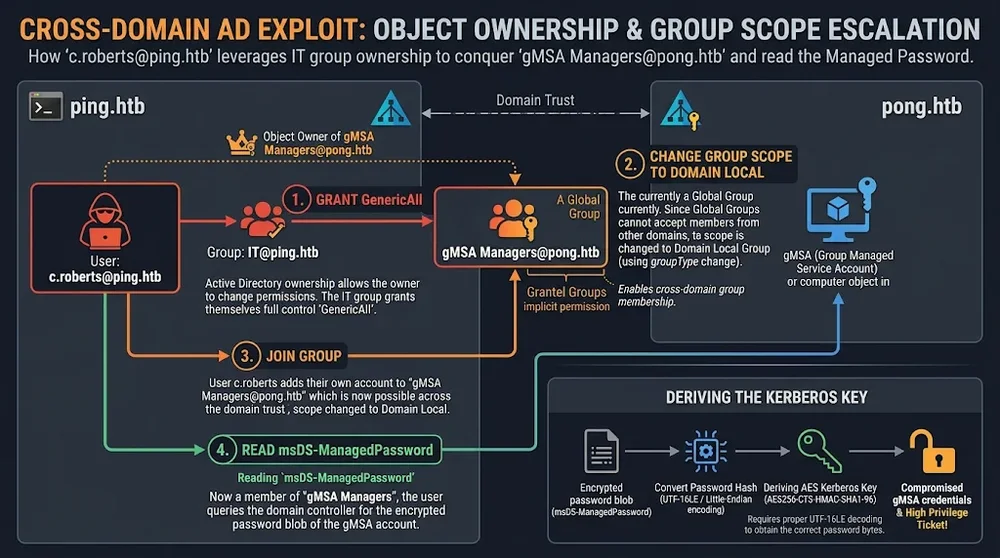 CROSS-DOMAIN AD EXPLOIT: OBJECT OWNERSHIP & GROUP SCOPE ESCALATION
How 'c.roberts@ping.htb' leverages IT group ownership to conquer 'gMSA Managers@pong.htb' and read the Managed Password.
ping.htb
Domain Trust
pong.htb
Object Owner of gMSA
Managers@pong.htb
User:
c.roberts@ping.htb
1. GRANT GenericAll
Group: IT@ping.htb
Active Directory ownership allows the owner
to change permissions. The IT group grants
themselves full control 'GenericAll'.
A Global
Group
gMSA Managers@pong.htb
Grantel Groups
implicit permission
Enables cross-domain group
membership.
2. CHANGE GROUP SCOPE
TO DOMAIN LOCAL
The currently a Global Group
currently. Since Global Groups
cannot accept members from
other domains, to scope is
changed to Domain Local Group
(using groupType change).
gMSA (Group Managed
Service Account)
or computer object in
3. JOIN GROUP
User c.roberts adds their own account to "gMSA
Managers@pong.htb" which is now possible across
the domain trust , scope changed to Domain Local.
4. READ msDS-ManagedPassword
Reading 'msDS-ManagedPassword'
Now a member of "gMSA Managers", the user
queries the domain controller for the encrypted
password blob of the gMSA account.
DERIVING THE KERBEROS KEY
Encrypted
password blob
(msDS-ManagedPassword)
Convert Password Hash
(UTF-16LE / Little-Endian
encoding)
Deriving AES Kerberos Key
(AES256-CTS-HMAC-SHA1-96)
Requires proper UTF-16LE decoding
to obtain the correct password bytes.
Compromised
gMSA credentials
& High Privilege
Ticket!